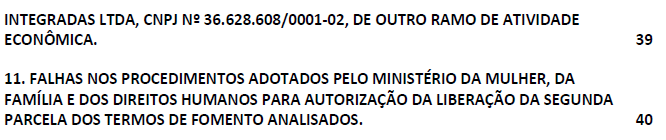 INTEGRADAS LTDA, CNPJ Nº 36.628.608/0001-02, DE OUTRO RAMO DE ATIVIDADE
ECONÔMICA. 39
11. FALHAS NOS PROCEDIMENTOS ADOTADOS PELO MINISTÉRIO DA MULHER, DA
FAMÍLIA E DOS DIREITOS HUMANOS PARA AUTORIZAÇÃO DA LIBERAÇÃO DA SEGUNDA
PARCELA DOS TERMOS DE FOMENTO ANALISADOS. 40